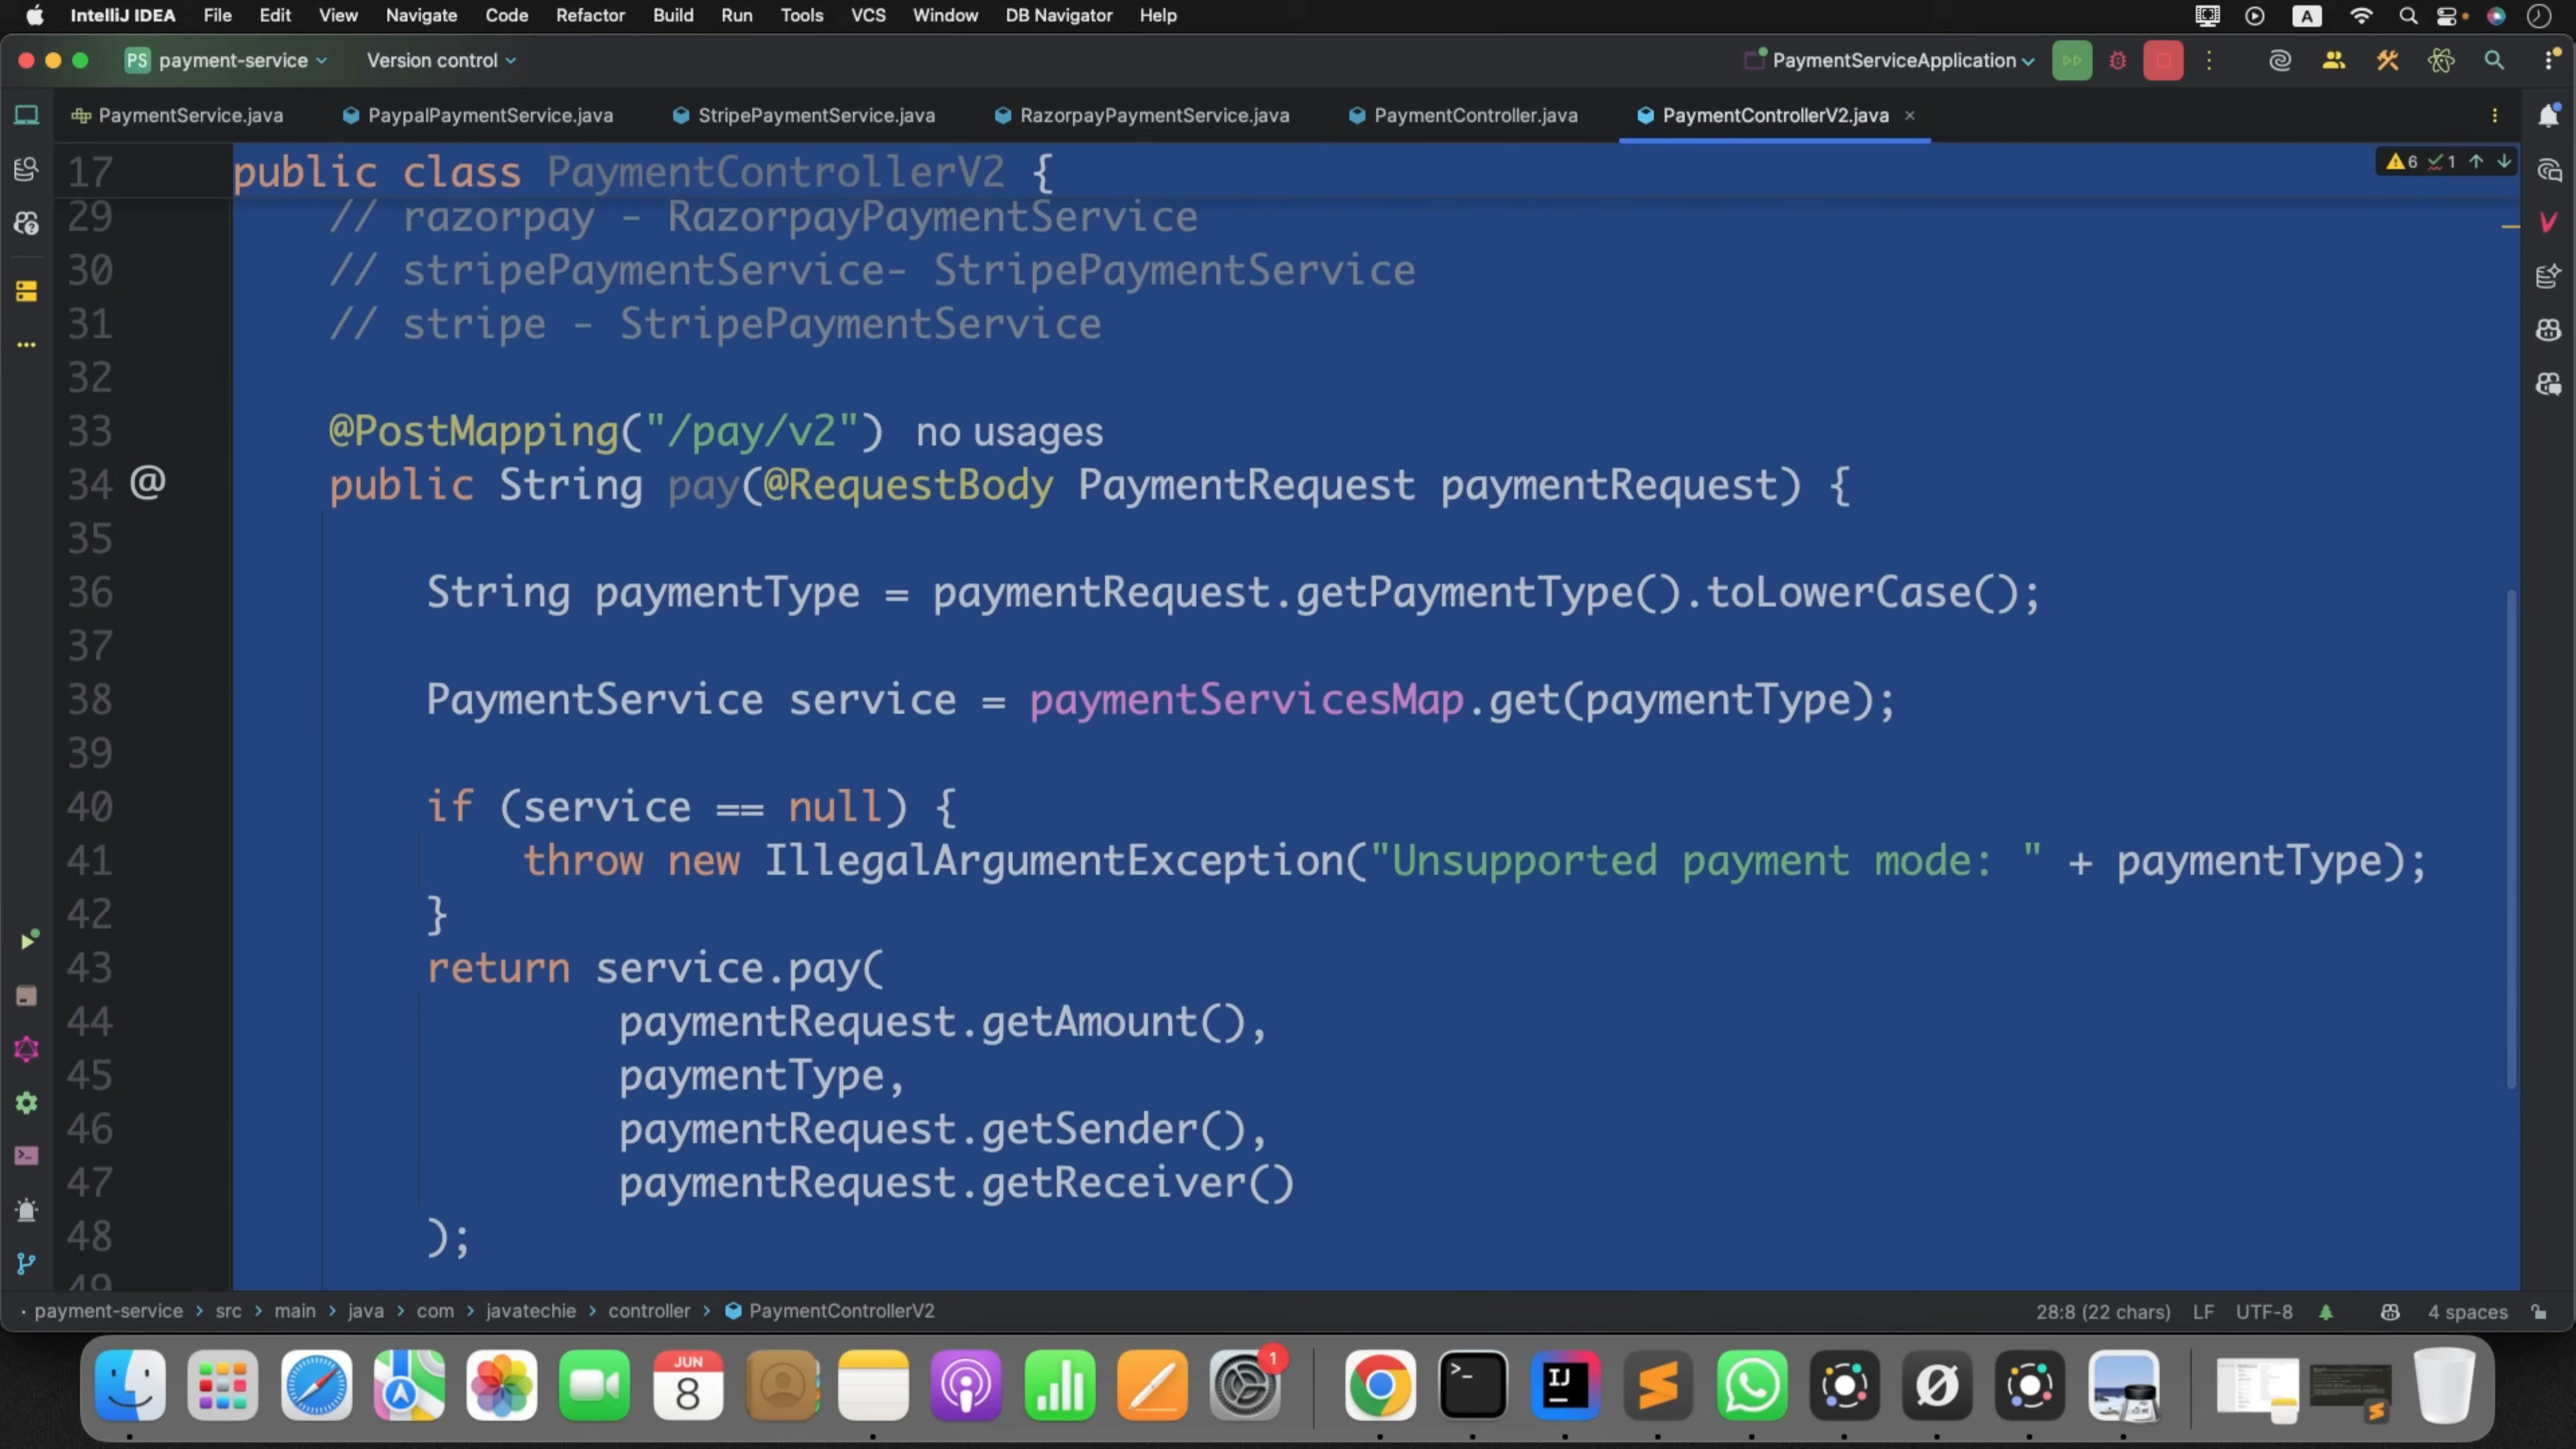 IntelliJ IDEA File Edit View Navigate Code Refactor Build Run Tools VCS Window DB Navigator Help A
PS payment-service Version control PaymentServiceApplication
PaymentService.java PaypalPaymentService.java StripePaymentService.java RazorpayPaymentService.java PaymentController.java PaymentControllerV2.java
17 public class PaymentControllerV2 { 6 1
29 // razorpay - RazorpayPaymentService
30 // stripePaymentService- StripePaymentService
31 // stripe - StripePaymentService
32
33 @PostMapping("/pay/v2") no usages
34 @ public String pay(@RequestBody PaymentRequest paymentRequest) {
35
36 String paymentType = paymentRequest.getPaymentType().toLowerCase();
37
38 PaymentService service = paymentServicesMap.get(paymentType);
39
40 if (service == null) {
41 throw new IllegalArgumentException("Unsupported payment mode: " + paymentType);
42 }
43 return service.pay(
44 paymentRequest.getAmount(),
45 paymentType,
46 paymentRequest.getSender(),
47 paymentRequest.getReceiver()
48 );
49
payment-service > src > main > java > com > javatechie > controller > PaymentControllerV2 28:8 (22 chars) LF UTF-8 4 spaces
JUN
8
1
IJ